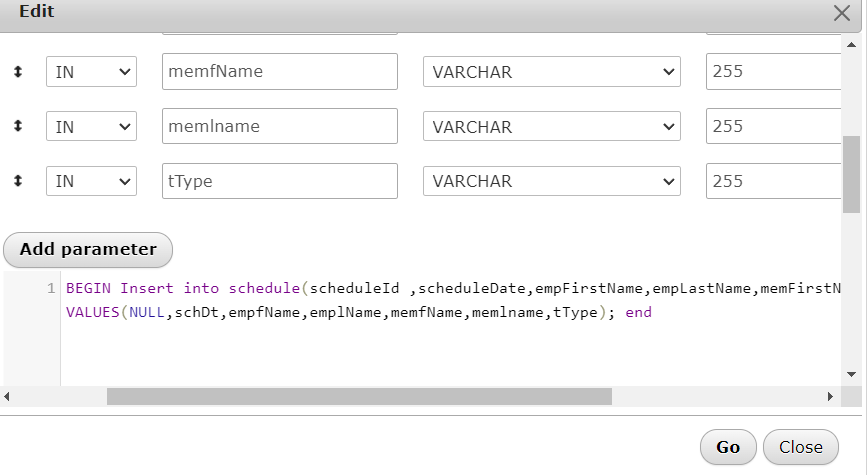 Edit
IN memfName VARCHAR 255
IN memlname VARCHAR 255
IN tType VARCHAR 255
Add parameter
1 BEGIN Insert into schedule(scheduleId ,scheduleDate,empFirstName,empLastName,memFirstN
VALUES(NULL,schDt,empfName,emplName,memfName,memlname,tType); end
Go Close